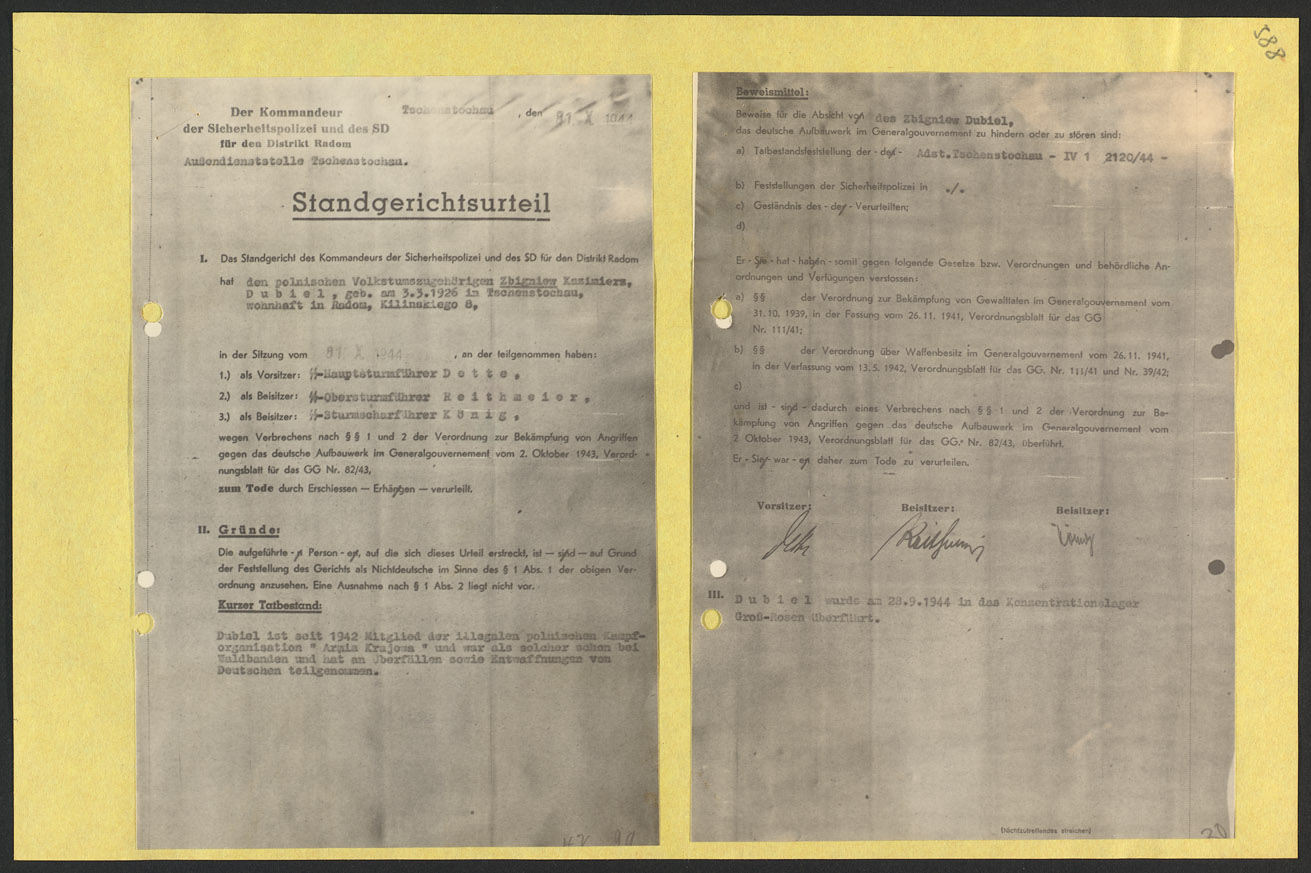 588
Der Kommandeur
der Sicherheitspolizei und des SD
für den Distrikt Radom
Außendienststelle Tschenstochau.
Tschenstochau , den 31. X 1944
Standgerichtsurteil
I. Das Standgericht des Kommandeurs der Sicherheitspolizei und des SD für den Distrikt Radom
hat den polnischen Volkstumszugehörigen Zbigniew Kazimierz,
D u b i e l , geb. am 3.3.1926 in Tschenstochau,
wohnhaft in Radom, Kilinskiego 8,
in der Sitzung vom 31. X 1944 , an der teilgenommen haben:
1.) als Vorsitzer: SS-Hauptsturmführer D e t t e ,
2.) als Beisitzer: SS-Obersturmführer R e i t h m e i e r ,
3.) als Beisitzer: SS-Sturmscharführer K ö n i g ,
wegen Verbrechens nach §§ 1 und 2 der Verordnung zur Bekämpfung von Angriffen
gegen das deutsche Aufbauwerk im Generalgouvernement vom 2. Oktober 1943, Verord-
nungsblatt für das GG Nr. 82/43,
zum Tode durch Erschiessen — Erhängen — verurteilt.
II. Gründe:
Die aufgeführte - n Person - en, auf die sich dieses Urteil erstreckt, ist — sind — auf Grund
der Feststellung des Gerichts als Nichtdeutsche im Sinne des § 1 Abs. 1 der obigen Ver-
ordnung anzusehen. Eine Ausnahme nach § 1 Abs. 2 liegt nicht vor.
Kurzer Tatbestand:
Dubiel ist seit 1942 Mitglied der illegalen polnischen Kampf-
organisation " Armia Krajowa " und war als solcher schon bei
Waldbanden und hat an Überfällen sowie Entwaffnungen von
Deutschen teilgenommen.
Beweismittel:
Beweise für die Absicht von des Zbigniew Dubiel,
das deutsche Aufbauwerk im Generalgouvernement zu hindern oder zu stören sind:
a) Tatbestandsfeststellung der - des - Adst.Tschenstochau - IV 1 2120/44 -
b) Feststellungen der Sicherheitspolizei in ./.
c) Geständnis des - der - Verurteilten;
d)
Er - Sie - hat - haben - somit gegen folgende Gesetze bzw. Verordnungen und behördliche An-
ordnungen und Verfügungen verstossen:
a) §§ der Verordnung zur Bekämpfung von Gewalttaten im Generalgouvernement vom
31. 10. 1939, in der Fassung vom 26. 11. 1941, Verordnungsblatt für das GG
Nr. 111/41;
b) §§ der Verordnung über Waffenbesitz im Generalgouvernement vom 26. 11. 1941,
in der Verfassung vom 13. 5. 1942, Verordnungsblatt für das GG. Nr. 111/41 und Nr. 39/42;
c)
und ist - sind - dadurch eines Verbrechens nach §§ 1 und 2 der Verordnung zur Be-
kämpfung von Angriffen gegen das deutsche Aufbauwerk im Generalgouvernement vom
2 Oktober 1943, Verordnungsblatt für das GG. Nr. 82/43, überführt.
Er - Sie - war - en daher zum Tode zu verurteilen.
Vorsitzer: Beisitzer: Beisitzer:
III. D u b i e l wurde am 28.9.1944 in das Konzentrationslager
Groß-Rosen überführt.
(Nichtzutreffendes streichen)
20